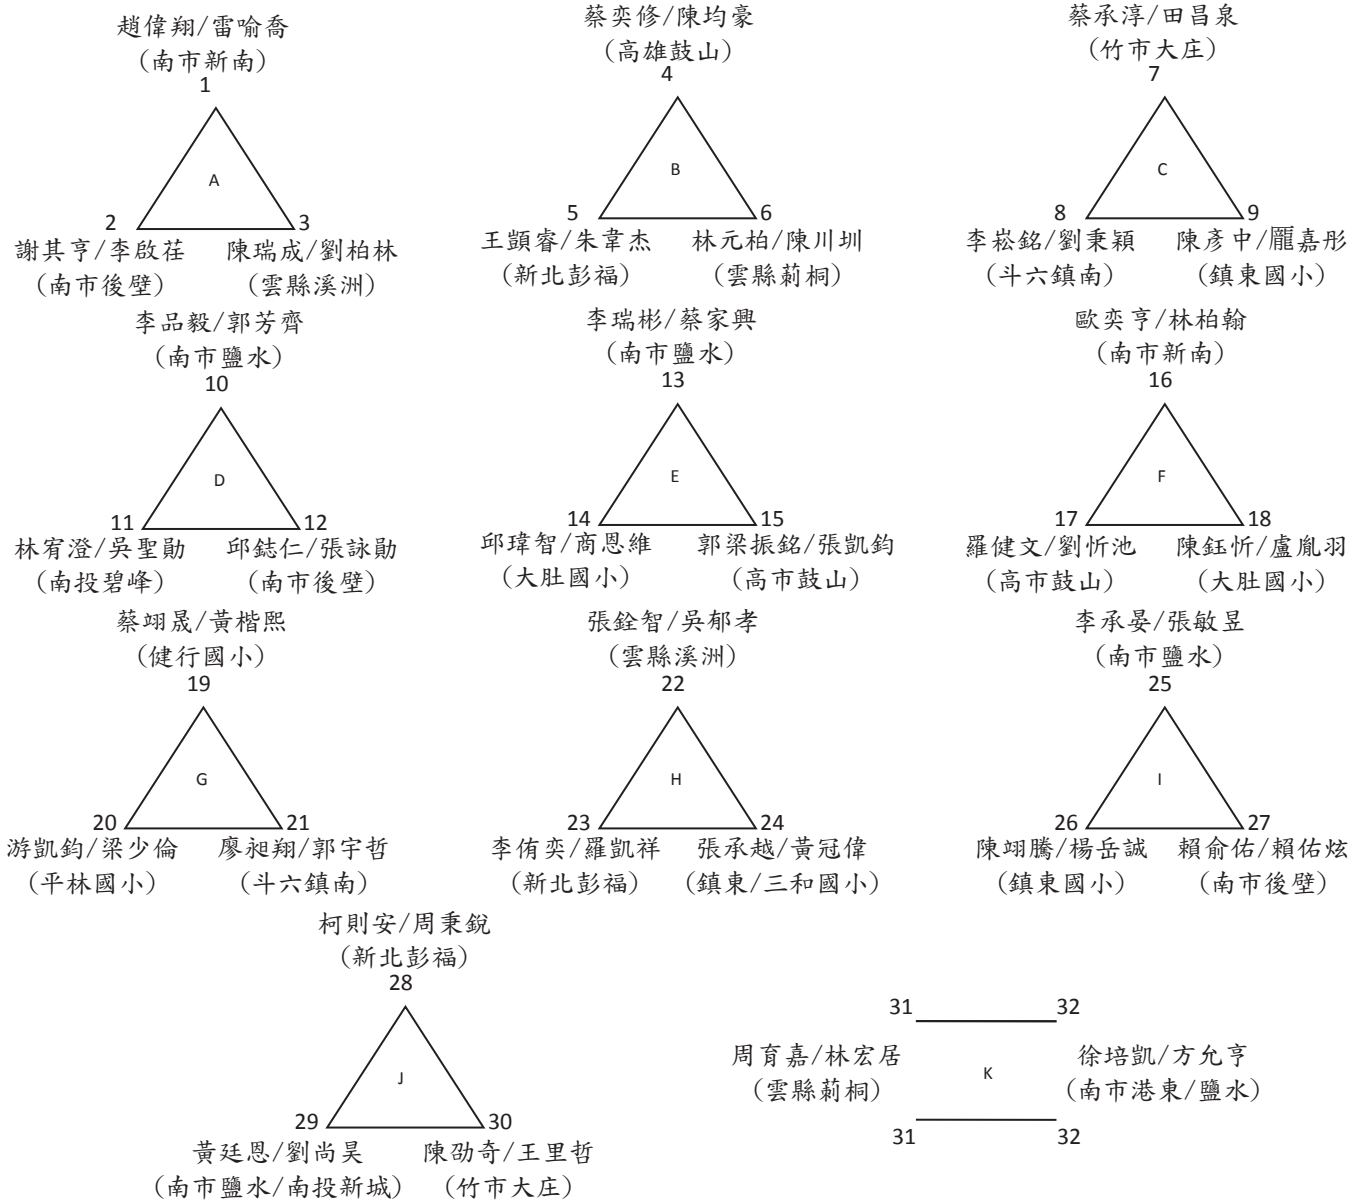 趙偉翔/雷喻喬
(南市新南)
1
A
2
3
謝其亨/李啟荏
(南市後壁)
陳瑞成/劉柏林
(雲縣溪洲)
蔡奕修/陳均豪
(高雄鼓山)
4
B
5
6
王顗睿/朱韋杰
(新北彭福)
林元柏/陳川圳
(雲縣莿桐)
蔡承淳/田昌泉
(竹市大庄)
7
C
8
9
李崧銘/劉秉穎
(斗六鎮南)
陳彥中/龎嘉彤
(鎮東國小)
李品毅/郭芳齊
(南市鹽水)
10
D
11
12
林宥澄/吳聖勛
(南投碧峰)
邱鋕仁/張詠勛
(南市後壁)
李瑞彬/蔡家興
(南市鹽水)
13
E
14
15
邱瑋智/商恩維
(大肚國小)
郭梁振銘/張凱鈞
(高市鼓山)
歐奕亨/林柏翰
(南市新南)
16
F
17
18
羅健文/劉忻池
(高市鼓山)
陳鈺忻/盧胤羽
(大肚國小)
蔡翊晟/黃楷熙
(健行國小)
19
G
20
21
游凱鈞/梁少倫
(平林國小)
廖昶翔/郭宇哲
(斗六鎮南)
張銓智/吳郁孝
(雲縣溪洲)
22
H
23
24
李侑奕/羅凱祥
(新北彭福)
張承越/黃冠偉
(鎮東/三和國小)
李承晏/張敏昱
(南市鹽水)
25
I
26
27
陳翊騰/楊岳誠
(鎮東國小)
賴俞佑/賴佑炫
(南市後壁)
柯則安/周秉銳
(新北彭福)
28
J
29
30
黃廷恩/劉尚昊
(南市鹽水/南投新城)
陳劭奇/王里哲
(竹市大庄)
31
32
周育嘉/林宏居
(雲縣莿桐)
K
徐培凱/方允亨
(南市港東/鹽水)
31
32